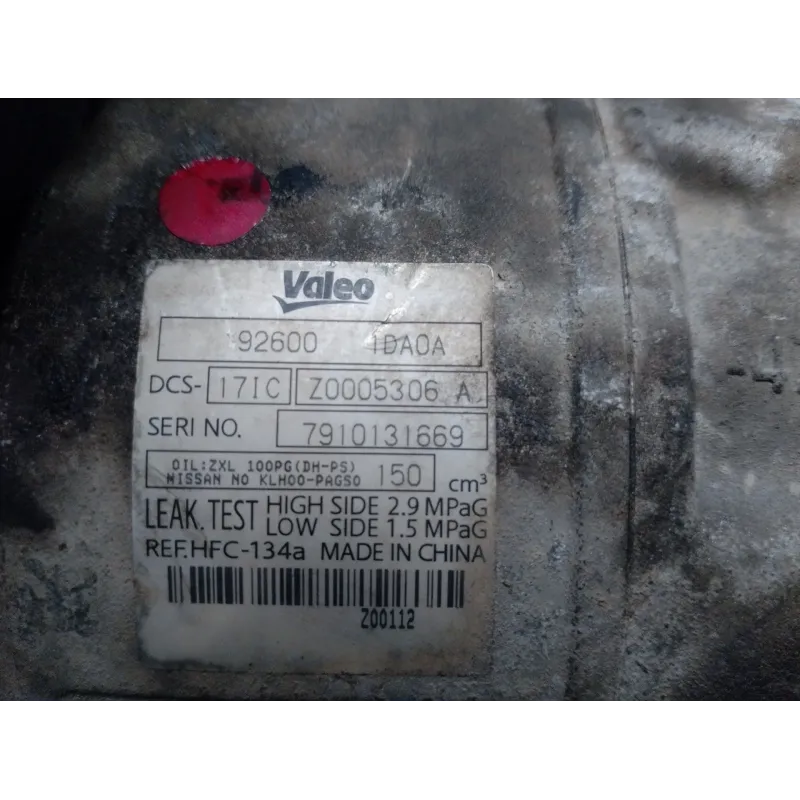 Valeo
92600 1DA0A
DCS- 17IC Z0005306 A
SERI NO. 7910131669
OIL:ZXL 100PG(DH-PS) 150 cm³
NISSAN NO KLH00-PAGS0
LEAK.TEST HIGH SIDE 2.9 MPaG
LOW SIDE 1.5 MPaG
REF.HFC-134a MADE IN CHINA
Z00112